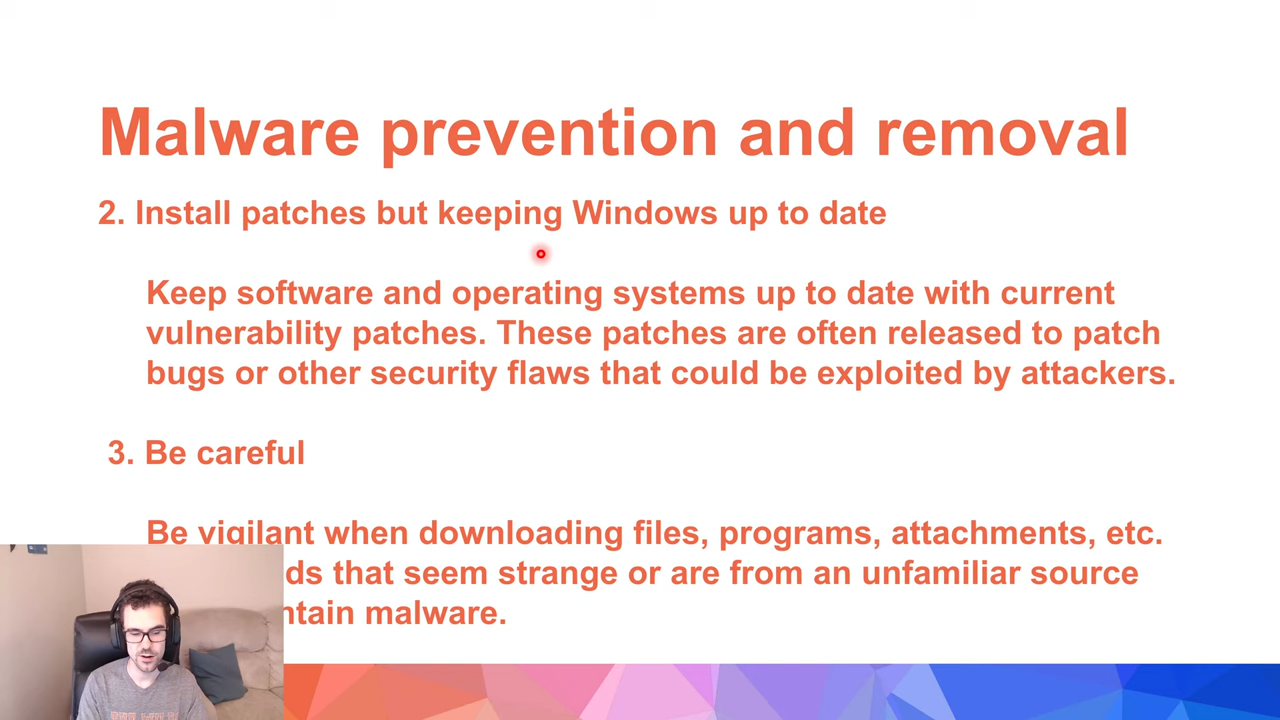 Malware prevention and removal
2. Install patches but keeping Windows up to date
Keep software and operating systems up to date with current
vulnerability patches. These patches are often released to patch
bugs or other security flaws that could be exploited by attackers.
3. Be careful
Be vigilant when downloading files, programs, attachments, etc.
that seem strange or are from an unfamiliar source
malware.